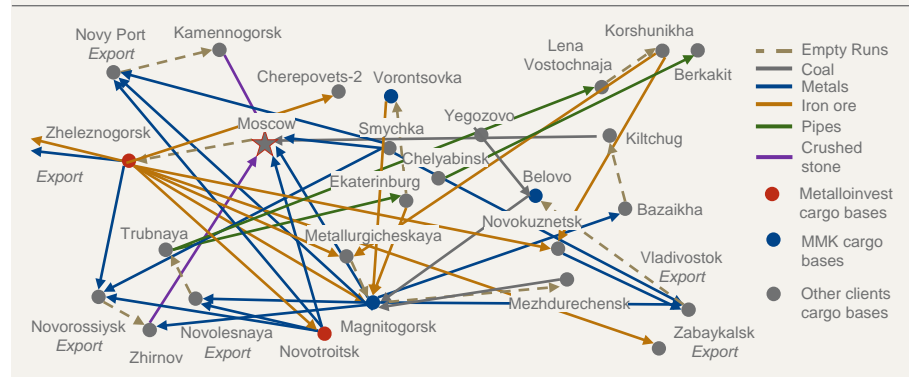 Novy Port
Export
Kamennogorsk
Cherepovets-2
Vorontsovka
Lena
Vostochnaja
Korshunikha
Berkakit
Zheleznogorsk
Export
Moscow
Smychka
Yegozovo
Kiltchug
Chelyabinsk
Ekaterinburg
Belovo
Bazaikha
Novokuznetsk
Trubnaya
Metallurgicheskaya
Vladivostok
Export
Mezhdurechensk
Novorossiysk
Export
Zhirnov
Novolesnaya
Export
Novotroitsk
Magnitogorsk
Zabaykalsk
Export
Empty Runs
Coal
Metals
Iron ore
Pipes
Crushed
stone
Metalloinvest
cargo bases
MMK cargo
bases
Other clients
cargo bases